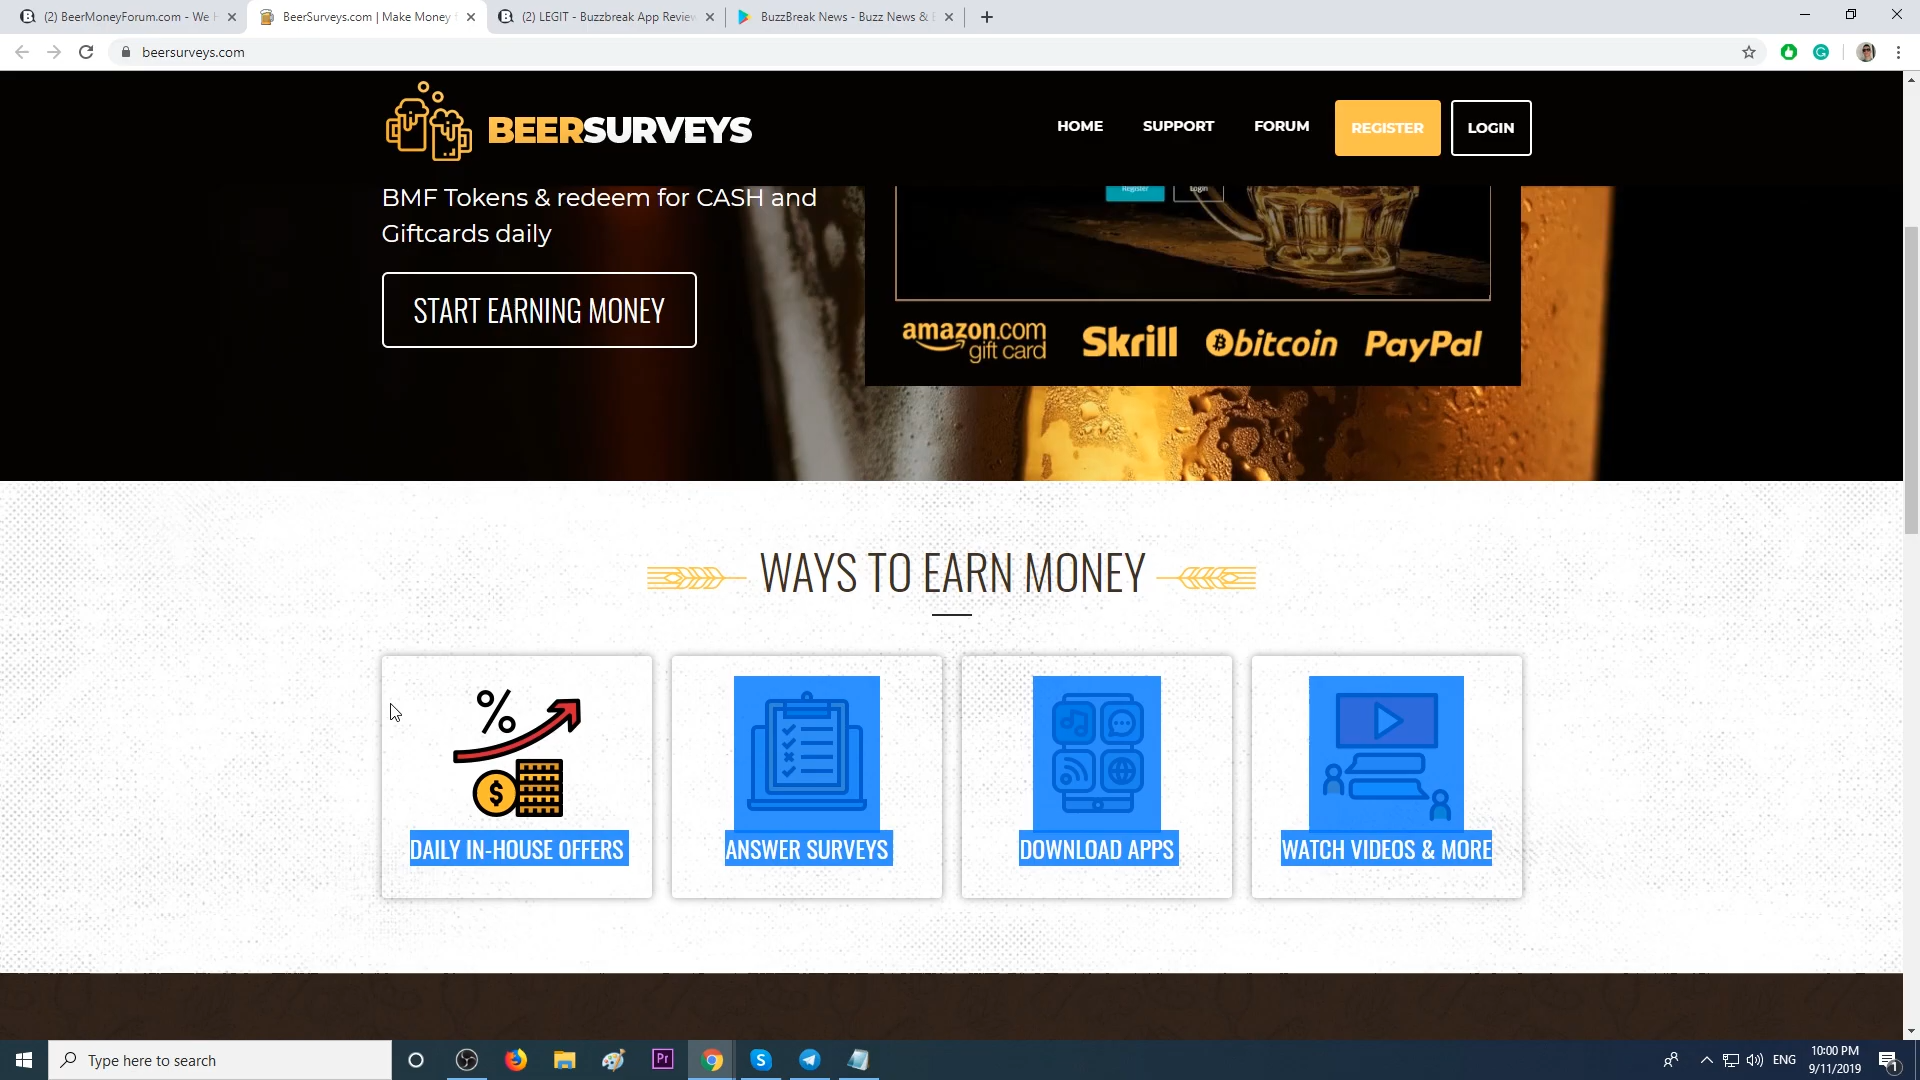 (2) BeerMoneyForum.com - We H
BeerSurveys.com | Make Money f
(2) LEGIT - Buzzbreak App Review
BuzzBreak News - Buzz News & E
beersurveys.com
BEERSURVEYS
HOME
SUPPORT
FORUM
REGISTER
LOGIN
BMF Tokens & redeem for CASH and
Giftcards daily
Register
Login
START EARNING MONEY
amazon.com
gift card
Skrill
bitcoin
PayPal
WAYS TO EARN MONEY
DAILY IN-HOUSE OFFERS
ANSWER SURVEYS
DOWNLOAD APPS
WATCH VIDEOS & MORE
Type here to search
Pr
ENG
10:00 PM
9/11/2019
1